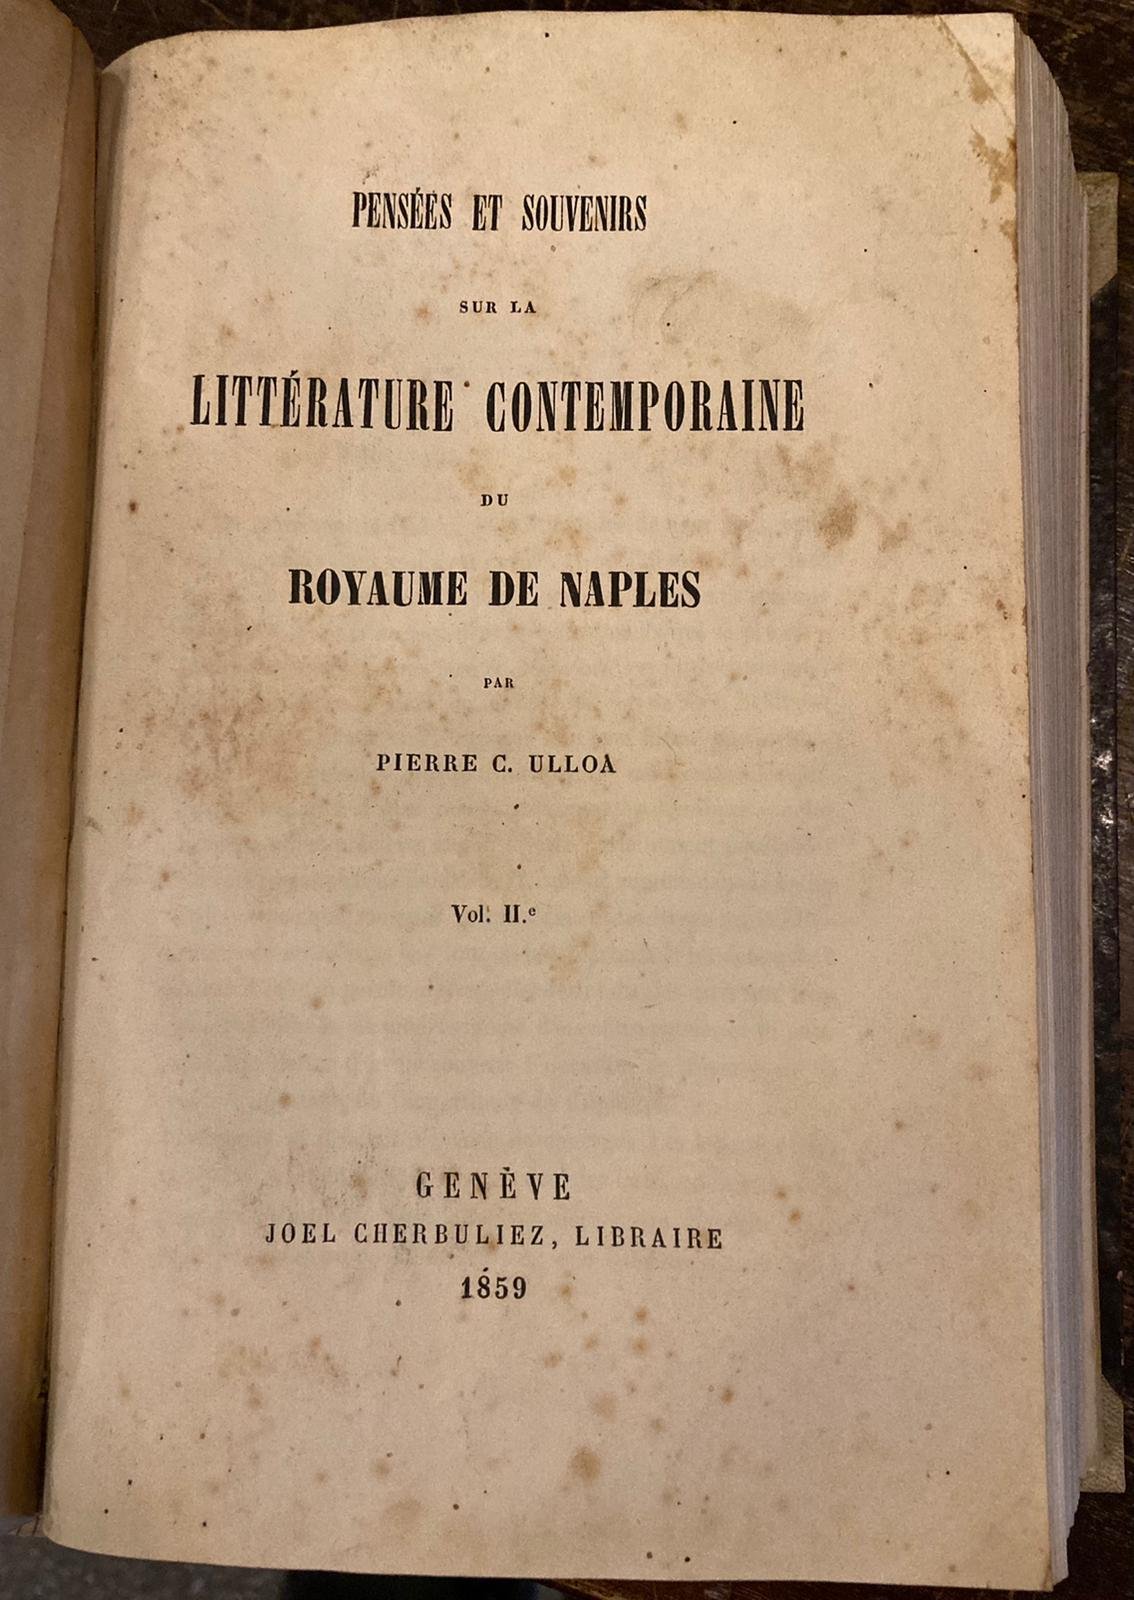 PENSÉES ET SOUVENIRS
SUR LA
LITTÉRATURE CONTEMPORAINE
DU
ROYAUME DE NAPLES
PAR
PIERRE C. ULLOA
Vol. II.e
GENÈVE
JOEL CHERBULIEZ, LIBRAIRE
1859